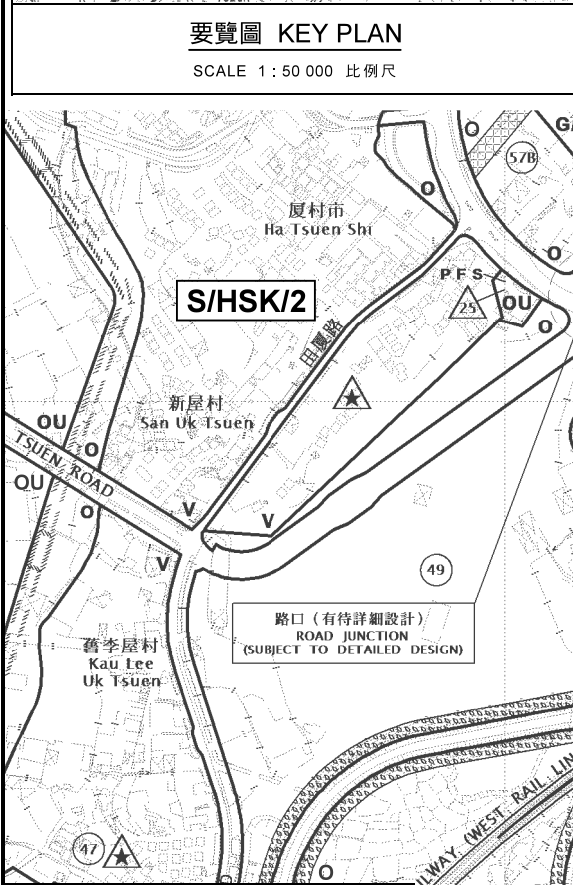 要覽圖 KEY PLAN
SCALE 1 : 50 000 比例尺
O
57B
厦村市
Ha Tsuen Shi
O
O
PFS
S/HSK/2
25
OU
O
田厦路
新屋村
San Uk Tsuen
OU
O
TSUEN ROAD
OU
O
V
V
V
49
路口（有待詳細設計）
ROAD JUNCTION
(SUBJECT TO DETAILED DESIGN)
舊李屋村
Kau Lee
Uk Tsuen
(WEST RAIL LIN
47
O
O